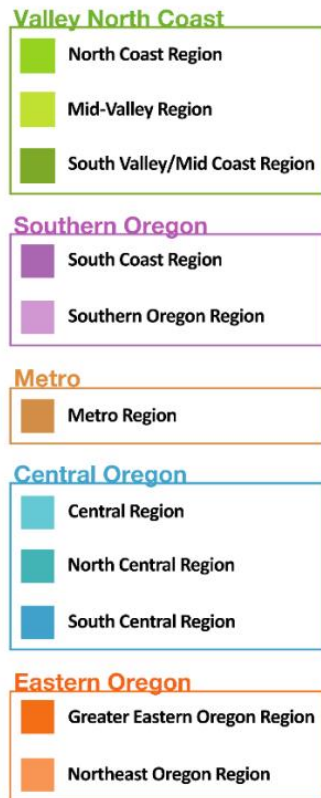 Valley North Coast
North Coast Region
Mid-Valley Region
South Valley/Mid Coast Region
Southern Oregon
South Coast Region
Southern Oregon Region
Metro
Metro Region
Central Oregon
Central Region
North Central Region
South Central Region
Eastern Oregon
Greater Eastern Oregon Region
Northeast Oregon Region